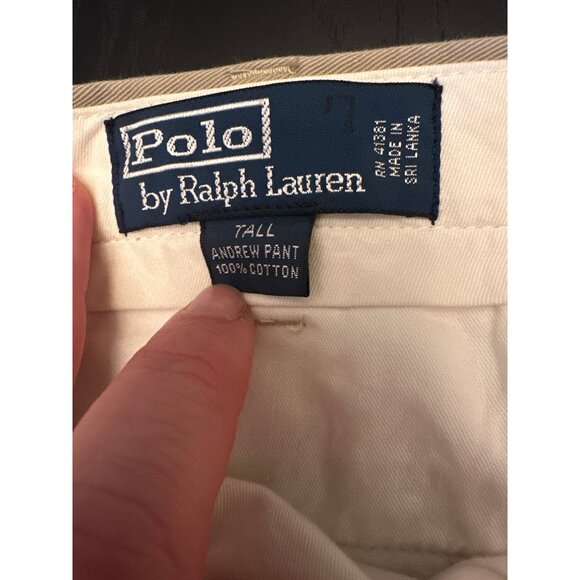 Polo
by Ralph Lauren
RN 41381
MADE IN
SRI LANKA
TALL
ANDREW PANT
100% COTTON